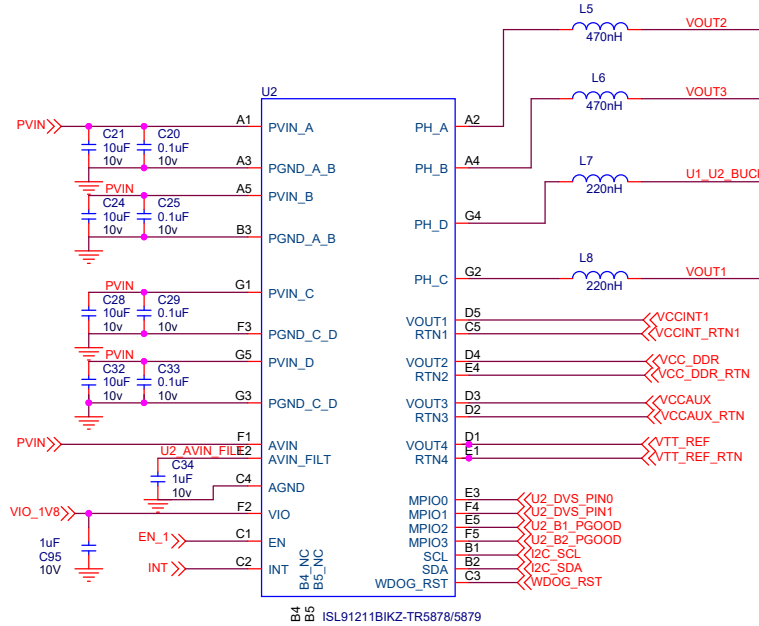 L5
470nH
VOUT2
L6
470nH
VOUT3
L7
220nH
U1_U2_BUC
L8
220nH
VOUT1
U2
PVIN
A1
PVIN_A
PH_A
A2
C21
10uF
10v
C20
0.1uF
10v
A3
PGND_A_B
PH_B
A4
PVIN
A5
PVIN_B
C24
10uF
10v
C25
0.1uF
10v
B3
PGND_A_B
PH_D
G4
G1
PVIN_C
PH_C
G2
C28
10uF
10v
C29
0.1uF
10v
F3
PGND_C_D
VOUT1
D5
VCCINT1
RTN1
C5
VCCINT_RTN1
PVIN
G5
PVIN_D
VOUT2
D4
VCC_DDR
RTN2
E4
VCC_DDR_RTN
C32
10uF
10v
C33
0.1uF
10v
G3
PGND_C_D
VOUT3
D3
VCCAUX
RTN3
D2
VCCAUX_RTN
PVIN
F1
AVIN
VOUT4
D1
VTT_REF
U2_AVIN_FILT
E2
AVIN_FILT
RTN4
E1
VTT_REF_RTN
C34
1uF
10v
C4
AGND
MPIO0
E3
U2_DVS_PIN0
VIO_1V8
F2
VIO
MPIO1
F4
U2_DVS_PIN1
MPIO2
E5
U2_B1_PGOOD
EN_1
C1
EN
MPIO3
F5
U2_B2_PGOOD
1uF
C95
10V
SCL
B1
I2C_SCL
INT
C2
INT
SDA
B2
I2C_SDA
WDOG_RST
C3
WDOG_RST
B4_NC
B5_NC
B4
B5
ISL91211BIKZ-TR5878/5879